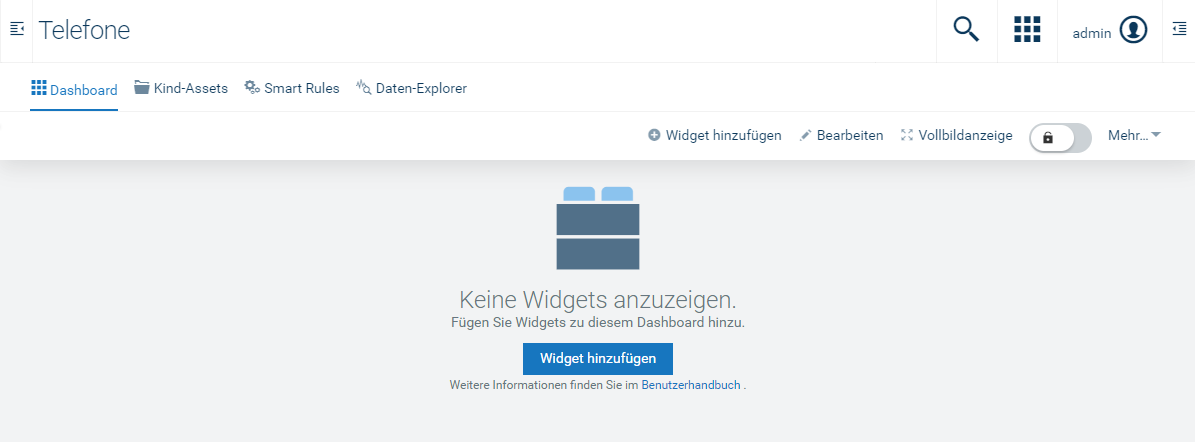 Telefone
admin
Dashboard Kind-Assets Smart Rules Daten-Explorer
Widget hinzufügen Bearbeiten Vollbildanzeige Mehr...
Keine Widgets anzuzeigen.
Fügen Sie Widgets zu diesem Dashboard hinzu.
Widget hinzufügen
Weitere Informationen finden Sie im Benutzerhandbuch .